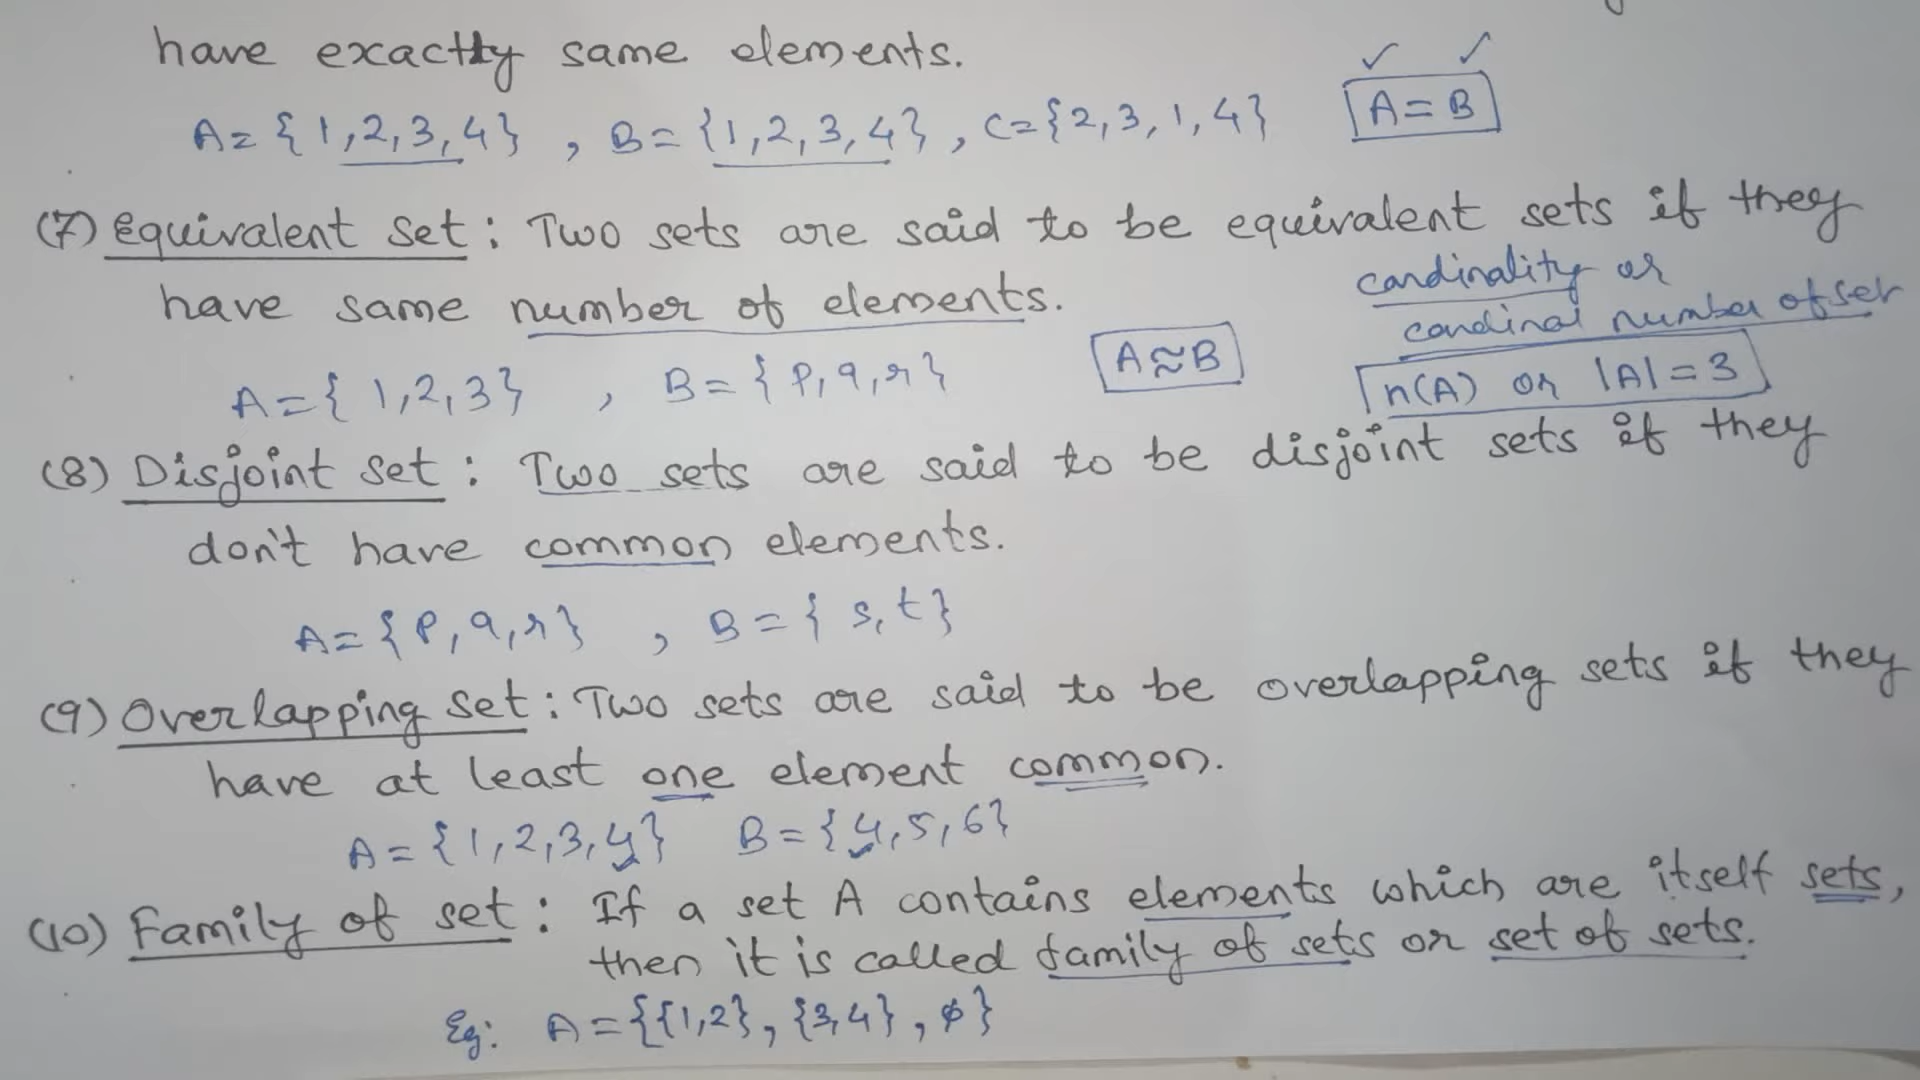 have exactly same elements.
A = {1,2,3,4} , B = {1,2,3,4} , C = {2,3,1,4} A = B
(7) Equivalent set : Two sets are said to be equivalent sets if they
have same number of elements.
cardinality or
cardinal number of set
A = {1,2,3} , B = {p,q,r} A ≈ B n(A) or |A| = 3
(8) Disjoint set : Two sets are said to be disjoint sets if they
don't have common elements.
A = {p,q,r} , B = {s,t}
(9) Overlapping set : Two sets are said to be overlapping sets if they
have at least one element common.
A = {1,2,3,4} B = {4,5,6}
(10) Family of set : If a set A contains elements which are itself sets,
then it is called family of sets or set of sets.
Eg: A = {{1,2}, {3,4}, ϕ}